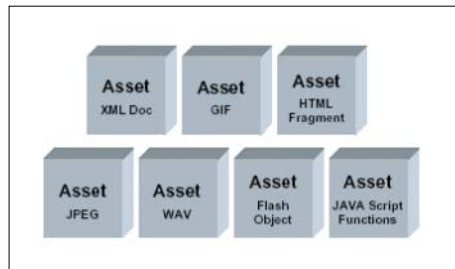 Asset
XML Doc
Asset
GIF
Asset
HTML
Fragment
Asset
JPEG
Asset
WAV
Asset
Flash
Object
Asset
JAVA Script
Functions